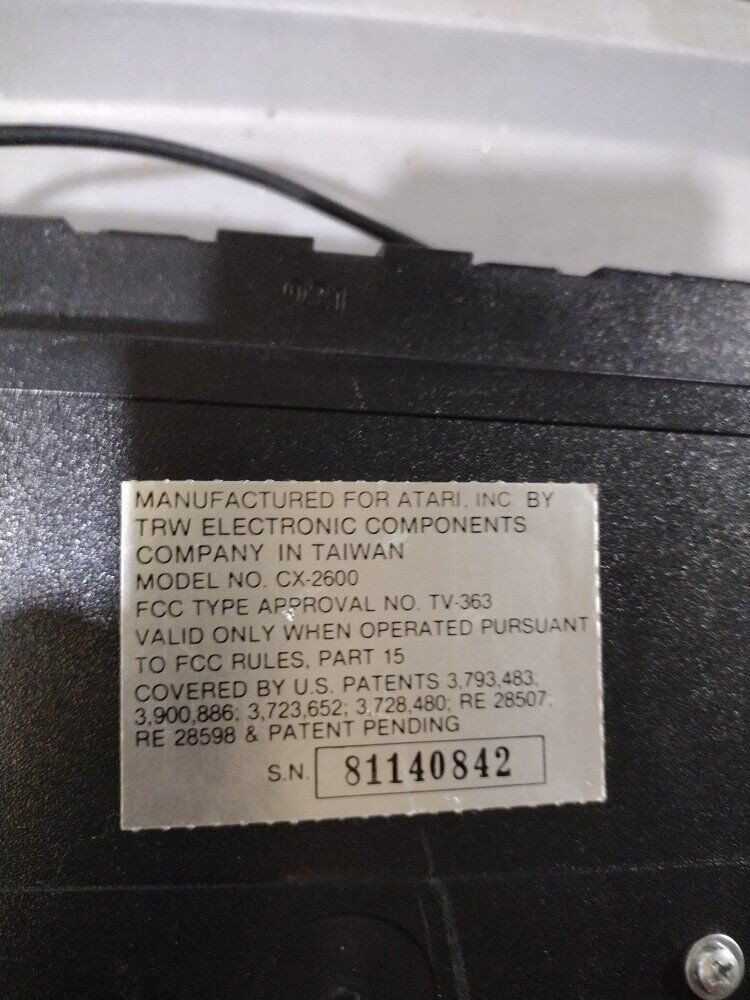 MANUFACTURED FOR ATARI, INC. BY
TRW ELECTRONIC COMPONENTS
COMPANY IN TAIWAN
MODEL NO. CX-2600
FCC TYPE APPROVAL NO. TV-363
VALID ONLY WHEN OPERATED PURSUANT
TO FCC RULES, PART 15
COVERED BY U.S. PATENTS 3,793,483;
3,900,886; 3,723,652; 3,728,480; RE 28507,
RE 28598 & PATENT PENDING
S.N. 81140842